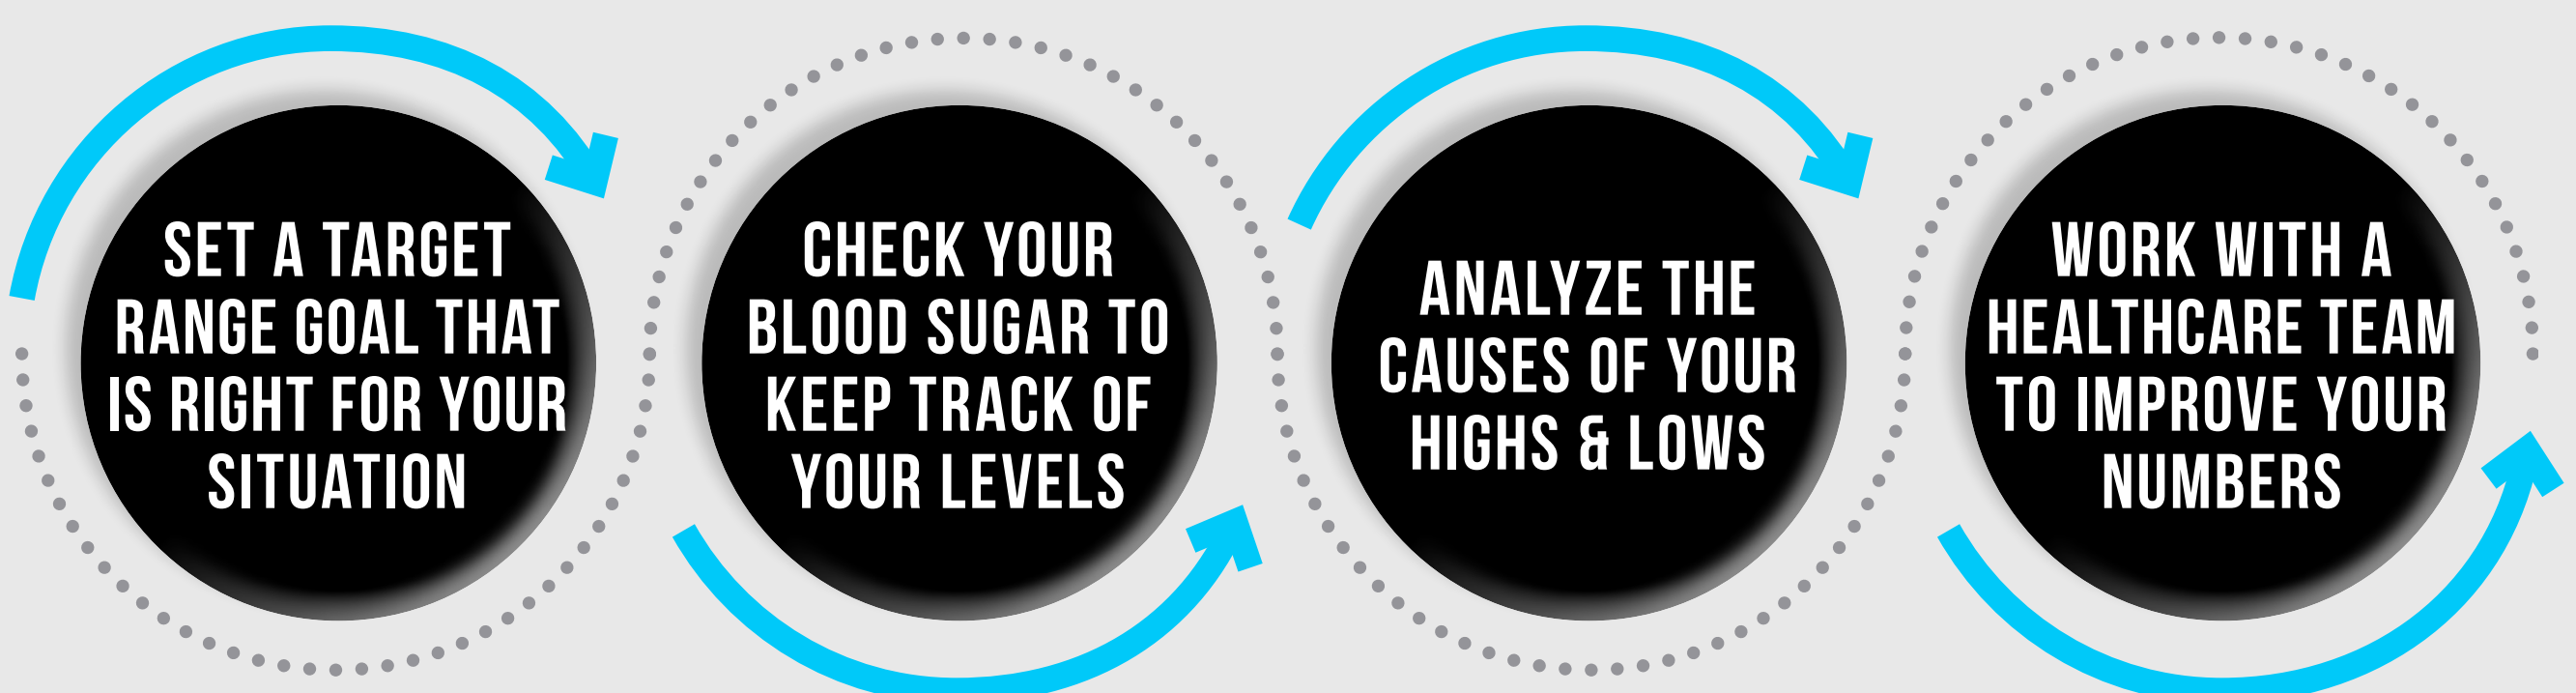 SET A TARGET
RANGE GOAL THAT
IS RIGHT FOR YOUR
SITUATION
CHECK YOUR
BLOOD SUGAR TO
KEEP TRACK OF
YOUR LEVELS
ANALYZE THE
CAUSES OF YOUR
HIGHS & LOWS
WORK WITH A
HEALTHCARE TEAM
TO IMPROVE YOUR
NUMBERS